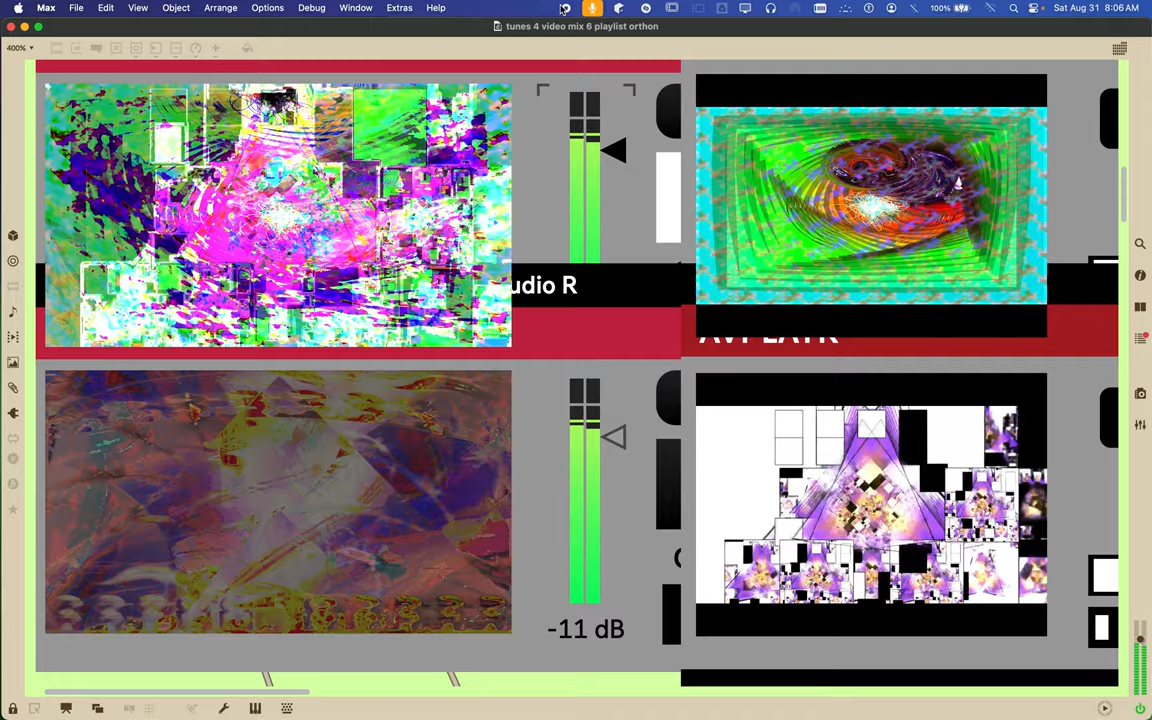 Max File Edit View Object Arrange Options Debug Window Extras Help 100% Sat Aug 31 8:06 AM
tunes 4 video mix 6 playlist orthon
400%
udio R
-11 dB